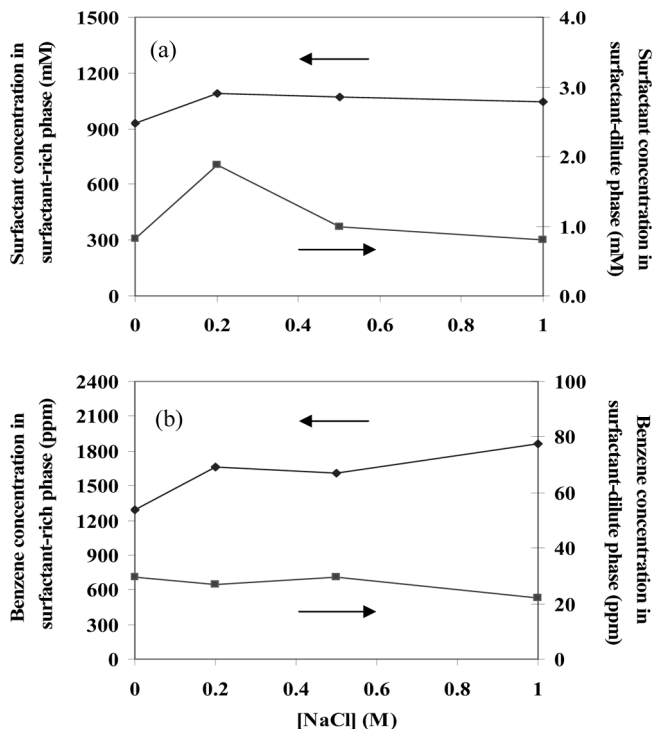 1500
1200
900
600
300
0
Surfactant concentration in
surfactant-rich phase (mM)
(a)
4.0
3.0
2.0
1.0
0.0
Surfactant concentration in
surfactant-dilute phase (mM)
0 0.2 0.4 0.6 0.8 1
2400
2100
1800
1500
1200
900
600
300
0
Benzene concentration in
surfactant-rich phase (ppm)
(b)
100
80
60
40
20
0
Benzene concentration in
surfactant-dilute phase (ppm)
0 0.2 0.4 0.6 0.8 1
[NaCl] (M)